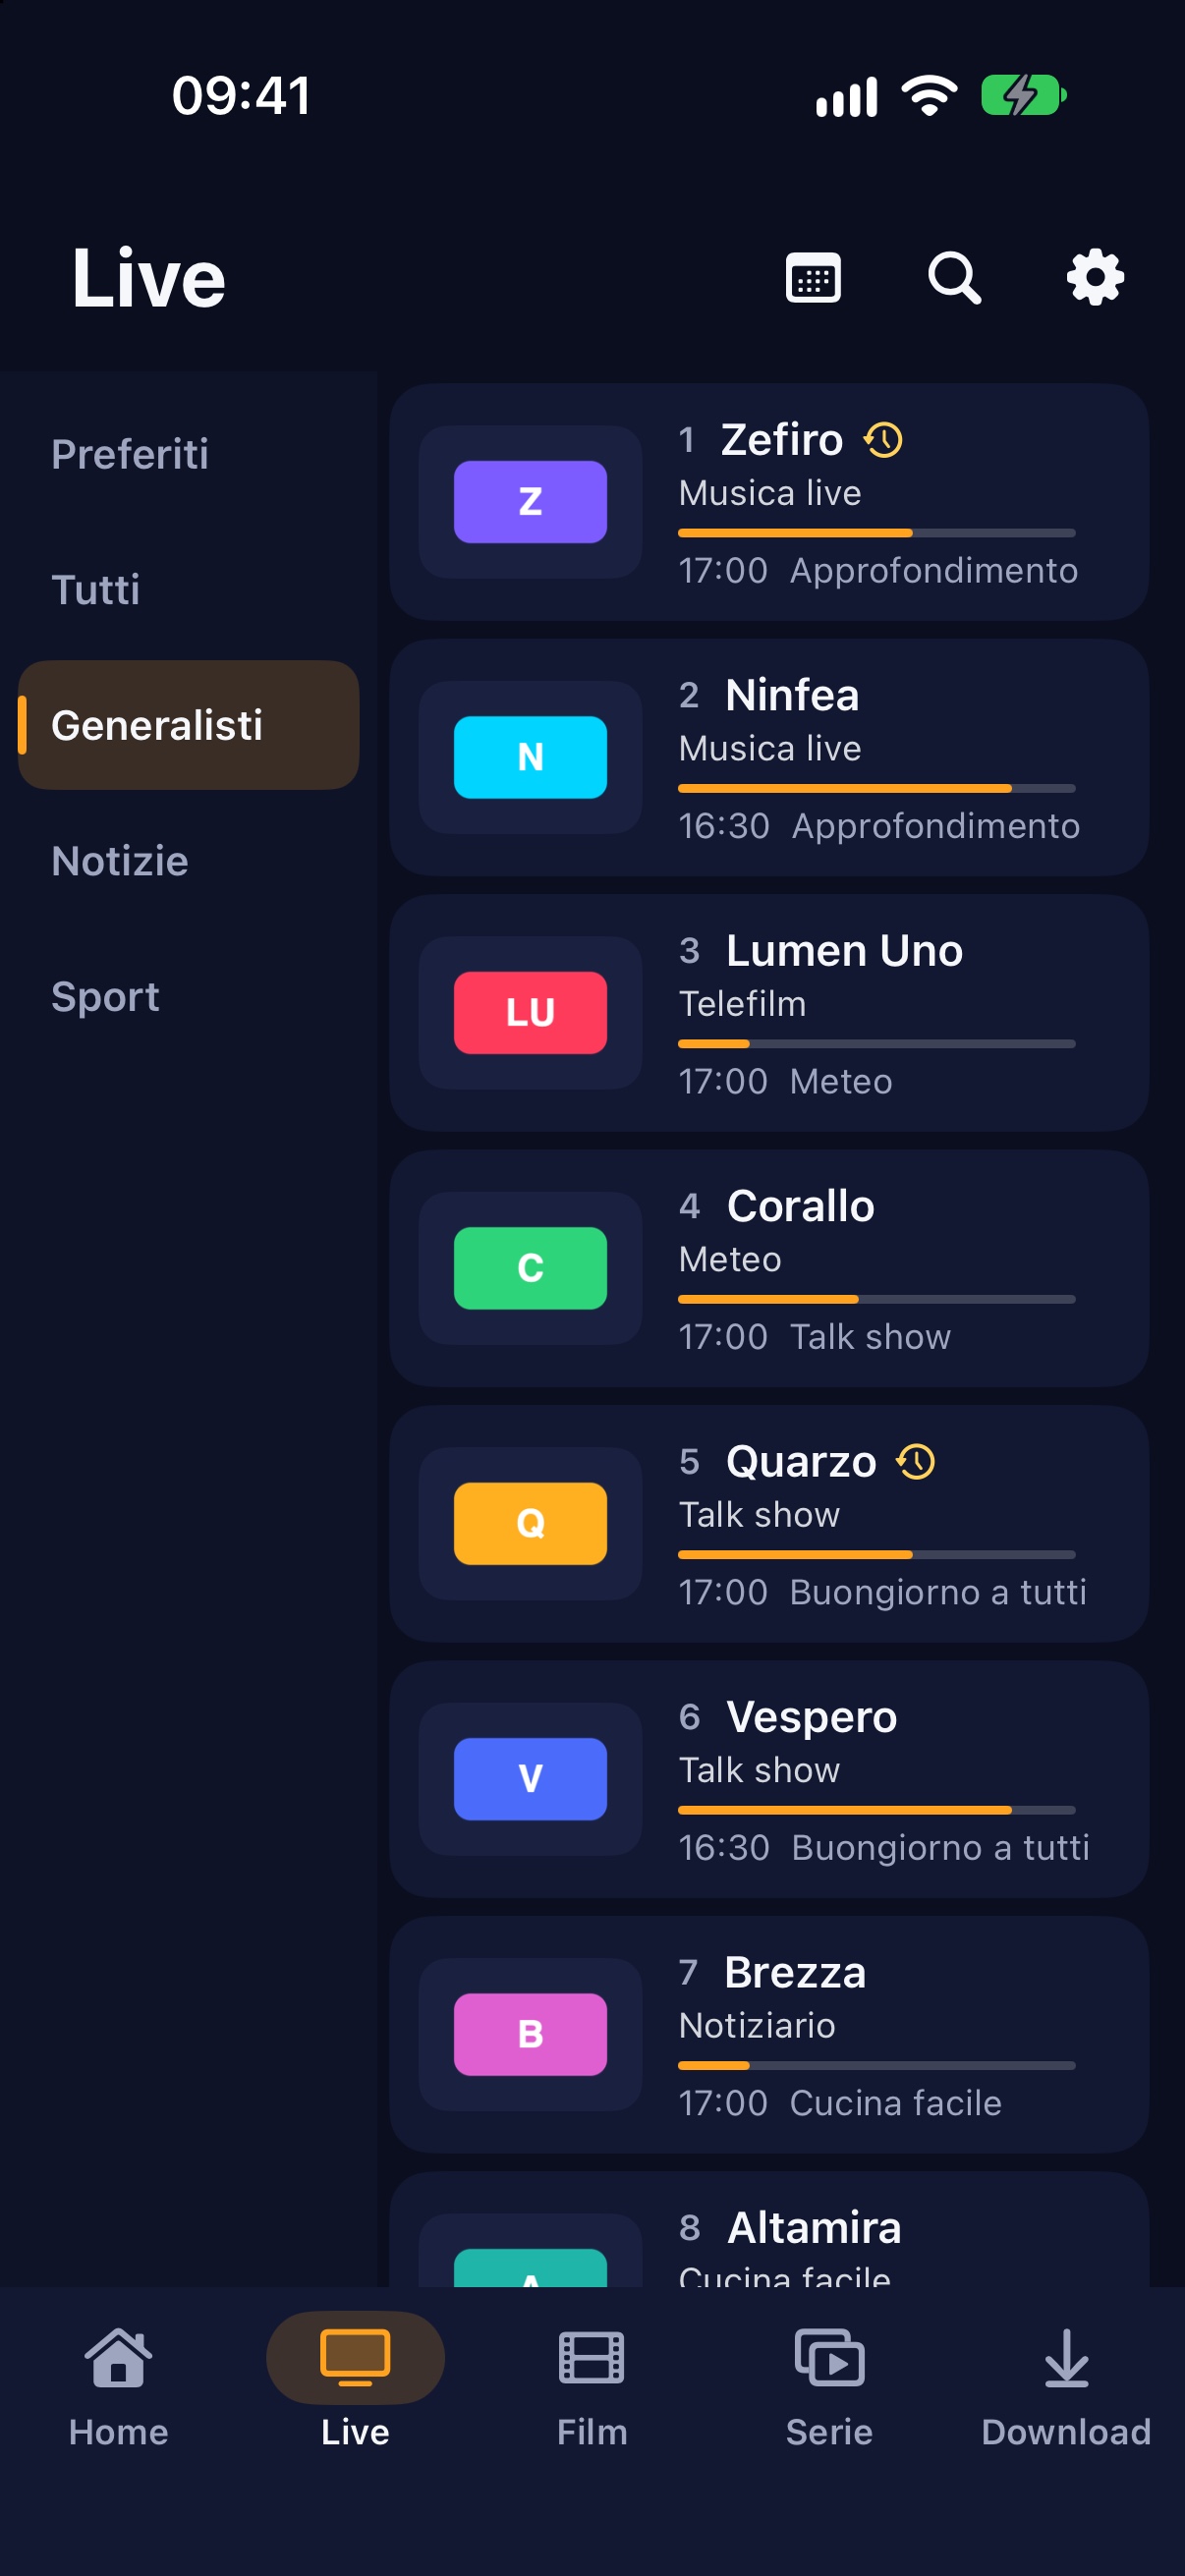 09:41
Live
Preferiti
Tutti
Generalisti
Notizie
Sport
Z
1 Zefiro
Musica live
17:00 Approfondimento
N
2 Ninfea
Musica live
16:30 Approfondimento
LU
3 Lumen Uno
Telefilm
17:00 Meteo
C
4 Corallo
Meteo
17:00 Talk show
Q
5 Quarzo
Talk show
17:00 Buongiorno a tutti
V
6 Vespero
Talk show
16:30 Buongiorno a tutti
B
7 Brezza
Notiziario
17:00 Cucina facile
A
8 Altamira
Cucina facile
Home
Live
Film
Serie
Download